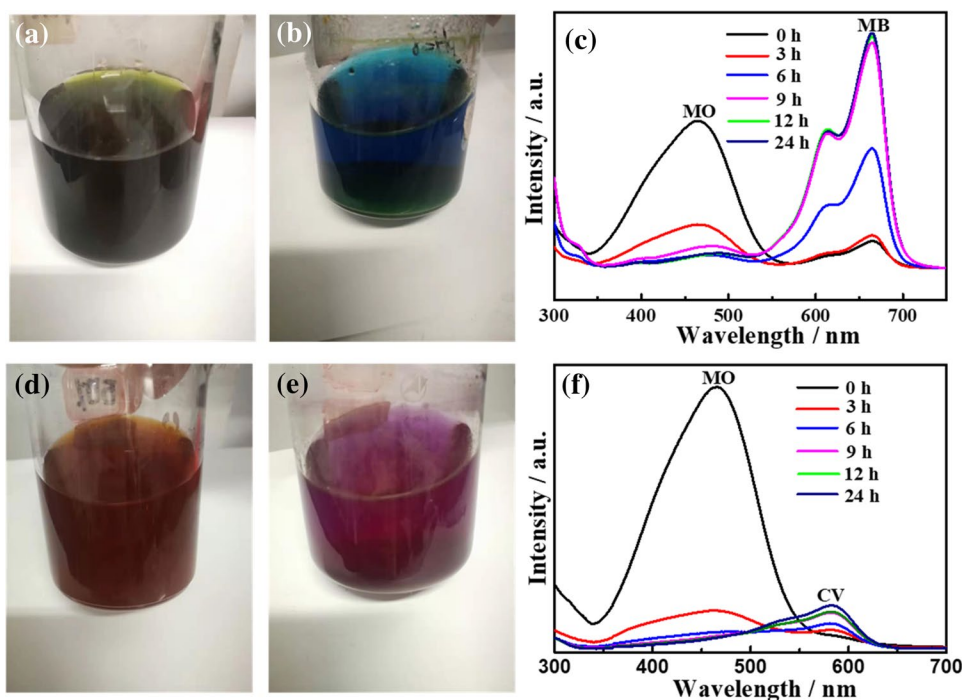 (a)
(b)
(c)
MO
MB
0 h
3 h
6 h
9 h
12 h
24 h
Intensity / a.u.
300 400 500 600 700
Wavelength / nm
(d)
(e)
(f)
MO
CV
0 h
3 h
6 h
9 h
12 h
24 h
Intensity / a.u.
300 400 500 600 700
Wavelength / nm